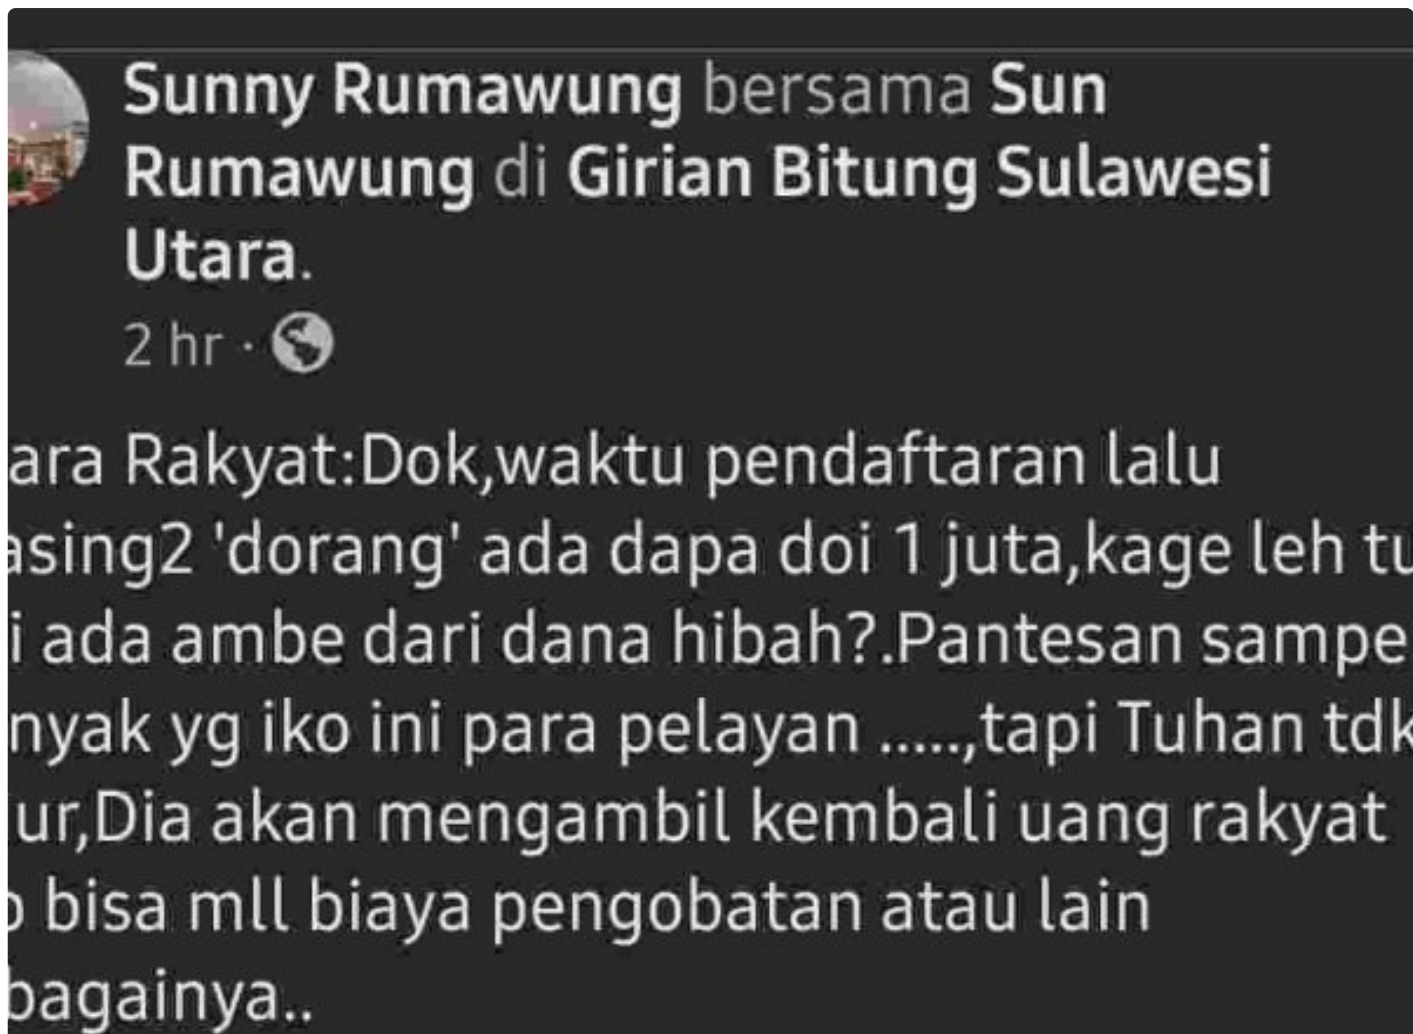 Sunny Rumawung bersama Sun
Rumawung di Girian Bitung Sulawesi
Utara.
2 hr ·
ara Rakyat:Dok,waktu pendaftaran lalu
asing2 'dorang' ada dapa doi 1 juta,kage leh tu
i ada ambe dari dana hibah?.Pantesan sampe
nyak yg iko ini para pelayan .....,tapi Tuhan tdk
ur,Dia akan mengambil kembali uang rakyat
bisa mll biaya pengobatan atau lain
bagainya..